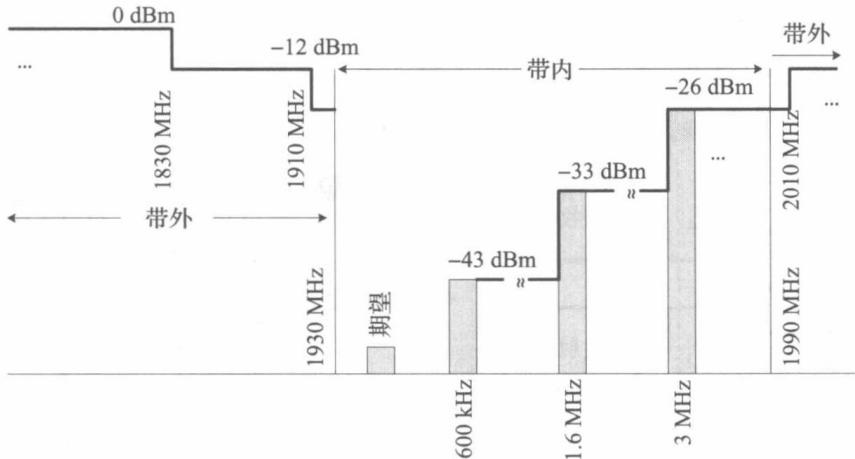 0 dBm
−12 dBm
带外
带内
−26 dBm
...
...
1830 MHz
1910 MHz
2010 MHz
−33 dBm
...
≈
带外
≈
−43 dBm
≈
1930 MHz
期望
1990 MHz
600 kHz
1.6 MHz
3 MHz